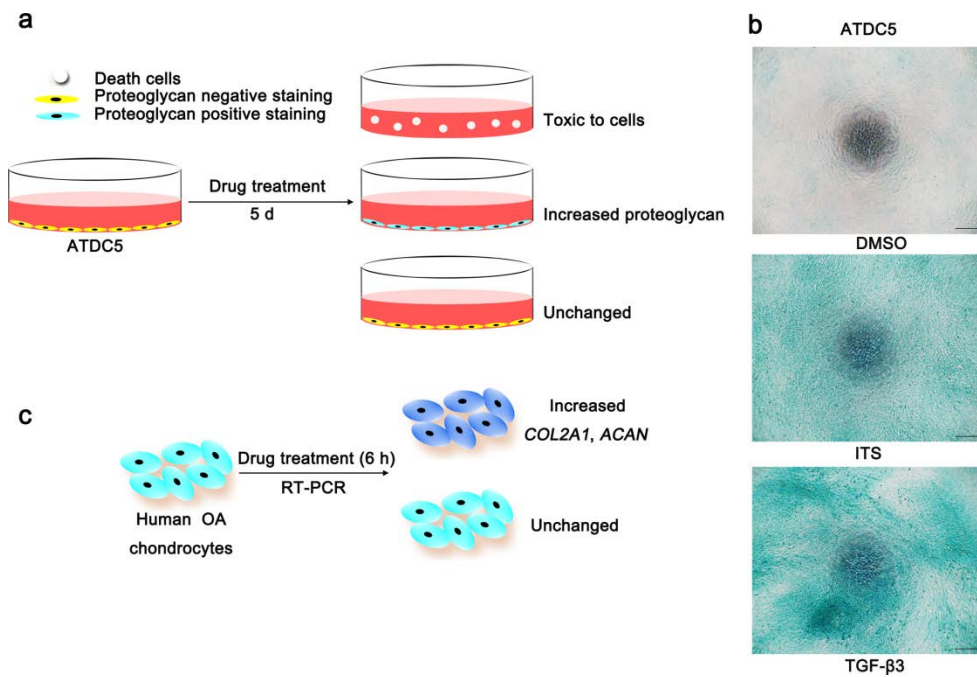 a
Death cells
Proteoglycan negative staining
Proteoglycan positive staining
ATDC5
Drug treatment
5 d
Toxic to cells
Increased proteoglycan
Unchanged
b
ATDC5
DMSO
ITS
TGF-β3
c
Human OA
chondrocytes
Drug treatment (6 h)
RT-PCR
Increased
COL2A1, ACAN
Unchanged